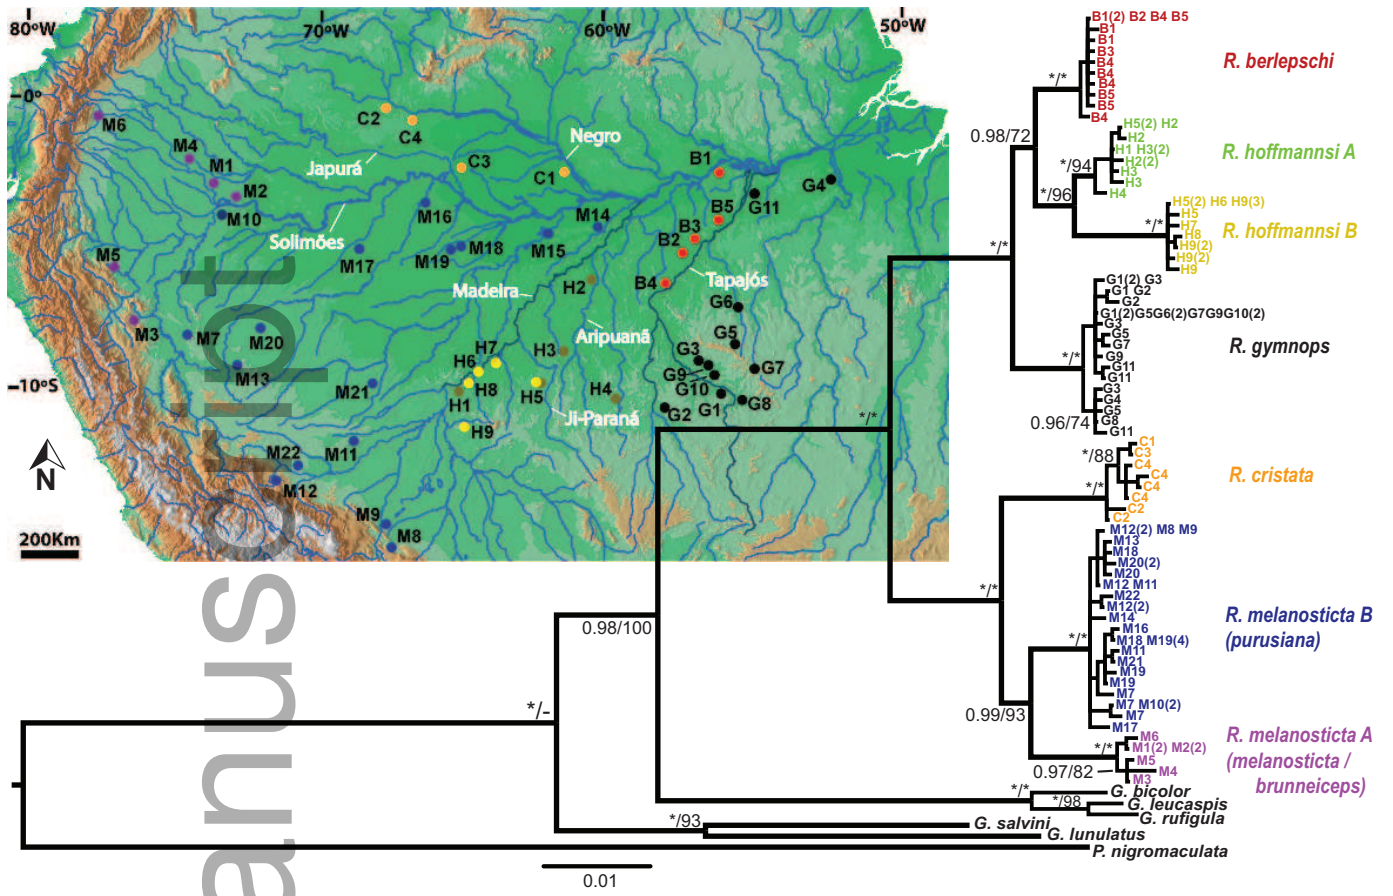 80ºW
70ºW
60ºW
50ºW
0º
10ºS
M6
M4
M1
M2
M10
M5
M3
M7
M20
M13
M21
M22
M11
M12
M9
M8
C2
C4
C3
C1
Negro
Japurá
Solimões
M16
M17
M19
M18
M15
M14
Madeira
B1
B5
B3
B2
B4
G4
G11
Tapajós
H2
Aripuanã
G6
G5
G3
G9
G10
G7
G8
G1
G2
H7
H6
H8
H1
H3
H5
H4
H9
Ji-Paraná
N
200Km
anuscript
B1(2) B2 B4 B5
B1
B1
B3
B4
B4
B4
B5
B5
B4
R. berlepschi
H5(2) H2
H2
H1 H3(2)
H2(2)
H3
H3
H4
R. hoffmannsi A
H5(2) H6 H9(3)
H5
H7
H8
H9(2)
H9(2)
H9
R. hoffmannsi B
G1(2) G3
G1 G2
G2
G1(2)G5G6(2)G7G9G10(2)
G3
G5
G7
G9
G11
G11
G3
G4
G5
G8
G11
R. gymnops
C1
C3
C4
C4
C4
C4
C2
C2
R. cristata
M12(2) M8 M9
M13
M18
M20(2)
M20
M12 M11
M22
M12(2)
M14
M16
M18 M19(4)
M11
M21
M19
M19
M7
M7 M10(2)
M7
M17
R. melanosticta B
(purusiana)
M6
M1(2) M2(2)
M5
M4
M3
R. melanosticta A
(melanosticta /
brunneiceps)
G. bicolor
G. leucaspis
G. rufigula
G. salvini
G. lunulatus
P. nigromaculata
*/*
0.98/72
*/94
*/96
*/*
*/*
*/*
0.96/74
*/*
*/88
*/*
*/*
*/*
0.99/93
*/*
0.97/82
0.98/100
*/-
*/*
*/98
*/93
0.01